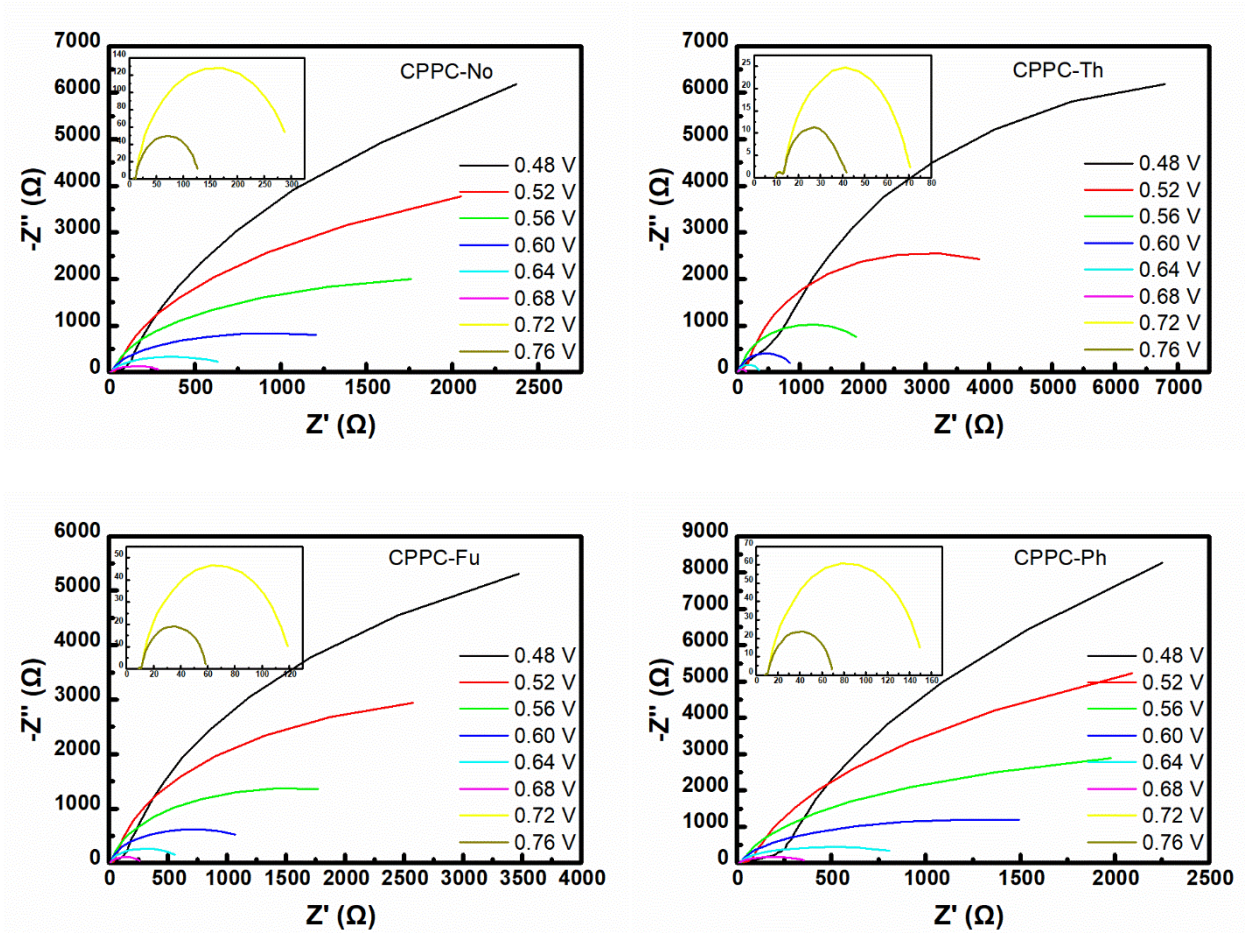 CPPC-No
-Z'' (Ω)
7000
6000
5000
4000
3000
2000
1000
0
140
120
100
80
60
40
20
0
0 50 100 150 200 250 300
0.48 V
0.52 V
0.56 V
0.60 V
0.64 V
0.68 V
0.72 V
0.76 V
0 500 1000 1500 2000 2500
Z' (Ω)
CPPC-Th
-Z'' (Ω)
7000
6000
5000
4000
3000
2000
1000
0
25
20
15
10
5
0
0 10 20 30 40 50 60 70 80
0.48 V
0.52 V
0.56 V
0.60 V
0.64 V
0.68 V
0.72 V
0.76 V
0 1000 2000 3000 4000 5000 6000 7000
Z' (Ω)
CPPC-Fu
-Z'' (Ω)
6000
5000
4000
3000
2000
1000
0
50
40
30
20
10
0
0 20 40 60 80 100 120
0.48 V
0.52 V
0.56 V
0.60 V
0.64 V
0.68 V
0.72 V
0.76 V
0 500 1000 1500 2000 2500 3000 3500 4000
Z' (Ω)
CPPC-Ph
-Z'' (Ω)
9000
8000
7000
6000
5000
4000
3000
2000
1000
0
70
60
50
40
30
20
10
0
0 20 40 60 80 100 120 140 160
0.48 V
0.52 V
0.56 V
0.60 V
0.64 V
0.68 V
0.72 V
0.76 V
0 500 1000 1500 2000 2500
Z' (Ω)